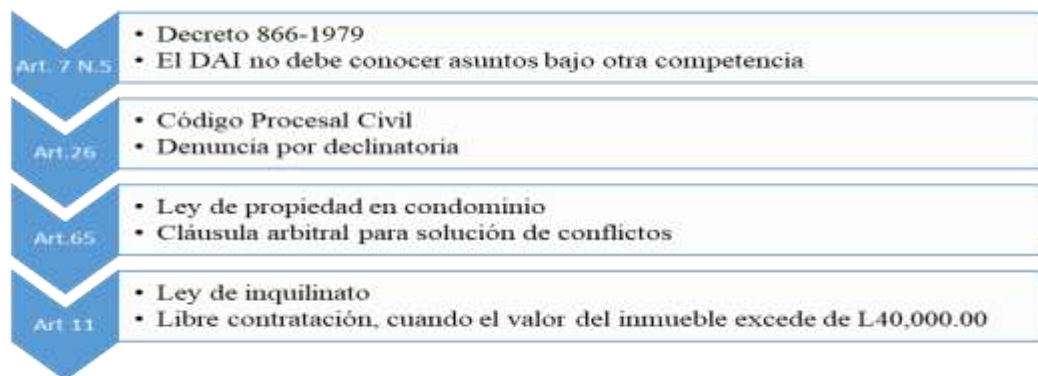 Art. 7 N.5
• Decreto 866-1979
• El DAI no debe conocer asuntos bajo otra competencia
Art.26
• Código Procesal Civil
• Denuncia por declinatoria
Art.65
• Ley de propiedad en condominio
• Cláusula arbitral para solución de conflictos
Art 11
• Ley de inquilinato
• Libre contratación, cuando el valor del inmueble excede de L40,000.00